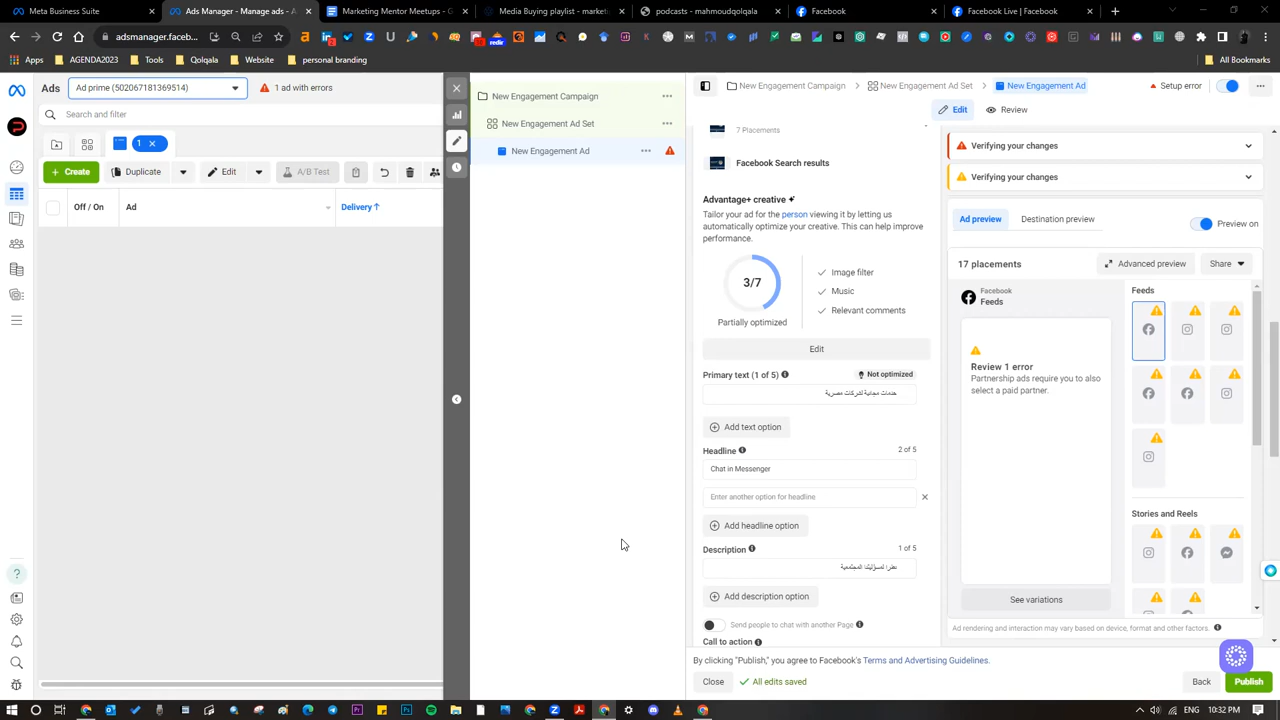 Meta Business Suite
Ads Manager - Manage ads - A
Marketing Mentor Meetups - G
Media Buying playlist - market
podcasts - mahmoudqolqala
Facebook
Facebook Live | Facebook
adsmanager.faceb
Apps
AGENDA2023
Tools
Qolqala
Website
personal branding
All Bookmarks
Ads
Ad prime (502067181369514)
1 ad with errors
Search and filter
1
Create
Duplicate
Edit
A/B Test
Off / On
Ad
Delivery ↑
New Engagement Campaign
New Engagement Ad Set
New Engagement Ad
New Engagement Campaign
New Engagement Ad Set
New Engagement Ad
Setup error
Edit
Review
7 Placements
Facebook Search results
Advantage+ creative
Tailor your ad for the person viewing it by letting us
automatically optimize your creative. This can help improve
performance.
3/7
Partially optimized
Image filter
Music
Relevant comments
Edit
Primary text (1 of 5)
Not optimized
خدمات مجانية لشركات مصرية
Add text option
Headline
2 of 5
Chat in Messenger
Enter another option for headline
Add headline option
Description
1 of 5
نظرا لمسؤليتنا المجتمعية
Add description option
Send people to chat with another Page
Call to action
Verifying your changes
Verifying your changes
Ad preview
Destination preview
Preview on
17 placements
Advanced preview
Share
Facebook
Feeds
Review 1 error
Partnership ads require you to also
select a paid partner.
See variations
Feeds
Stories and Reels
Ad rendering and interaction may vary based on device, format and other factors.
By clicking "Publish," you agree to Facebook's Terms and Advertising Guidelines.
Close
All edits saved
Back
Publish
10:32 PM